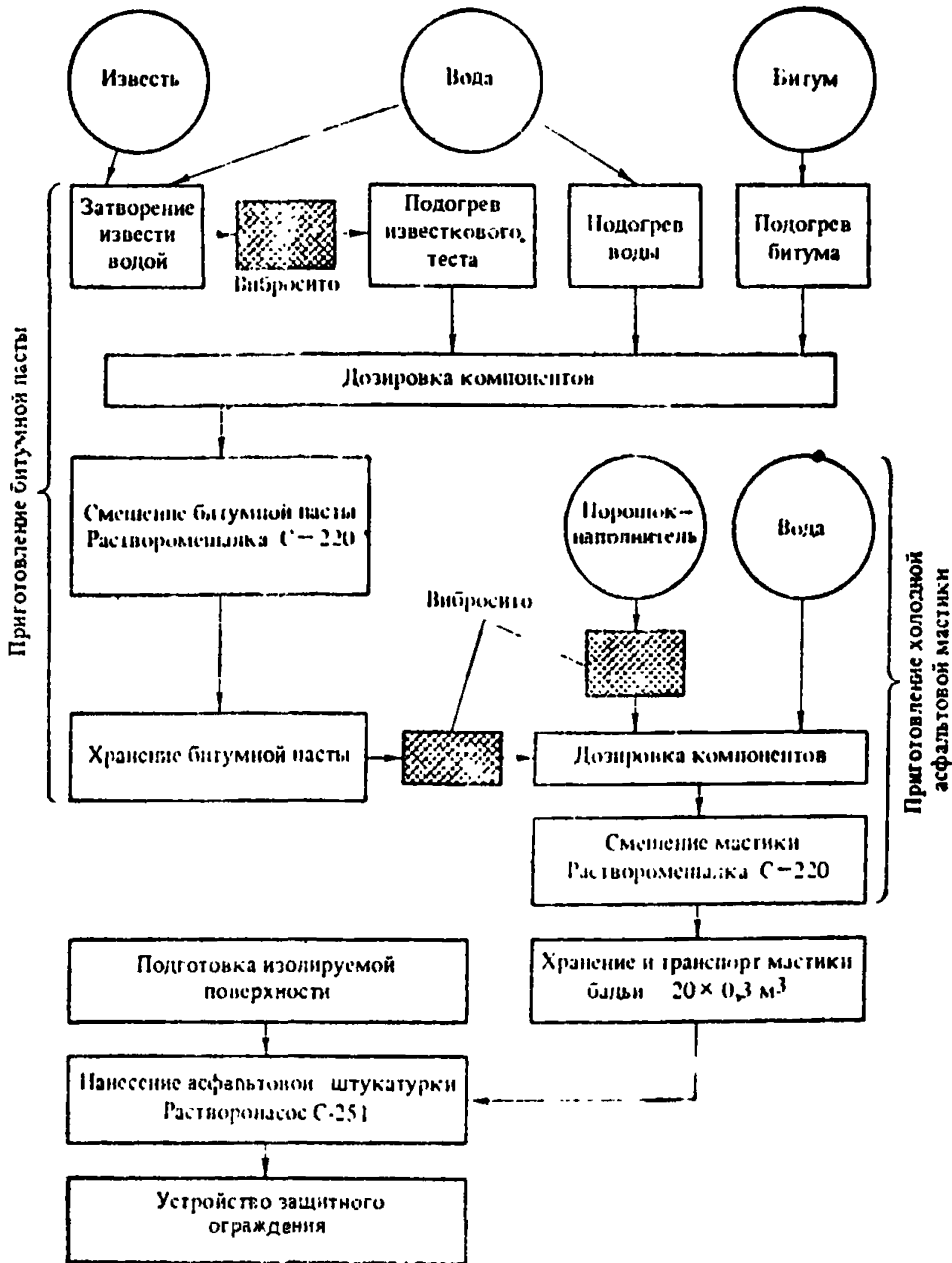 Известь
Вода
Битум
Затворение
извести
водой
Вибросито
Подогрев
известкового
теста
Подогрев
воды
Подогрев
битума
Дозировка компонентов
Приготовление битумной пасты
Смешение битумной пасты
Растворомешалка С-220
Порошок-
наполнитель
Вода
Вибросито
Хранение битумной пасты
Дозировка компонентов
Приготовление холодной
асфальтовой мастики
Смешение мастики
Растворомешалка С-220
Подготовка изолируемой
поверхности
Хранение и транспорт мастики
бадьи 20 × 0,3 м³
Нанесение асфальтовой штукатурки
Растворонасос С-251
Устройство защитного
ограждения